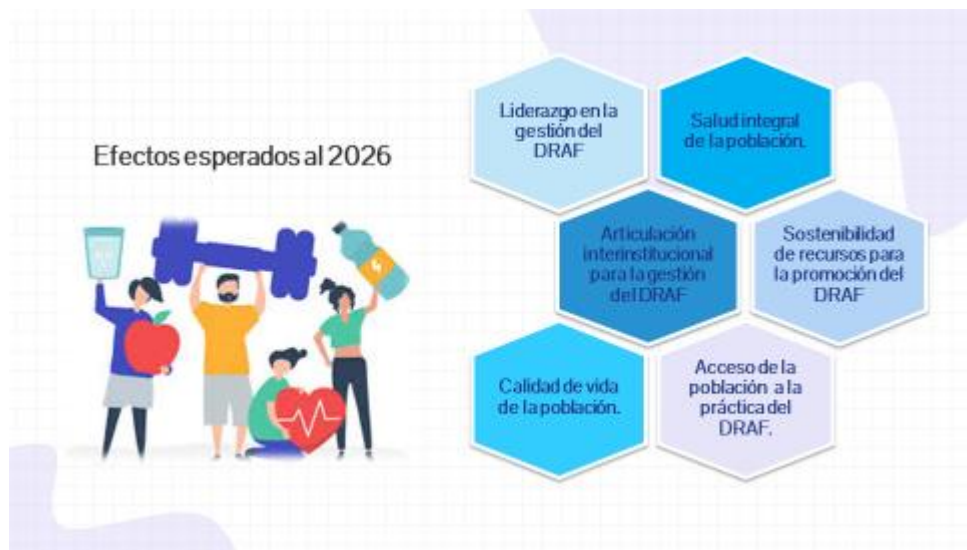 Efectos esperados al 2026
Liderazgo en la
gestión del
DRAF
Salud integral
de la población.
Articulación
interinstitucional
para la gestión
del DRAF
Sostenibilidad
de recursos para
la promoción del
DRAF
Calidad de vida
de la población.
Acceso de la
población a la
práctica del
DRAF.